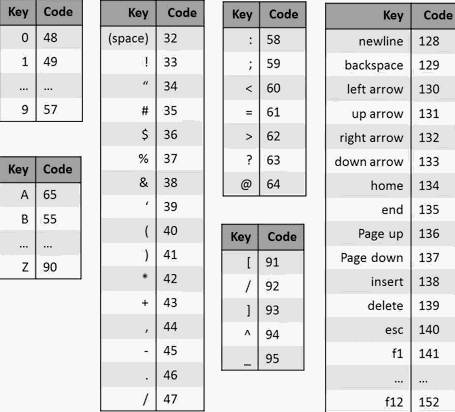 Key Code
0 48
1 49
... ...
9 57
Key Code
A 65
B 55
... ...
Z 90
Key Code
(space) 32
! 33
“ 34
# 35
$ 36
% 37
& 38
‘ 39
( 40
) 41
* 42
+ 43
, 44
- 45
. 46
/ 47
Key Code
: 58
; 59
< 60
= 61
> 62
? 63
@ 64
Key Code
[ 91
/ 92
] 93
^ 94
_ 95
Key Code
newline 128
backspace 129
left arrow 130
up arrow 131
right arrow 132
down arrow 133
home 134
end 135
Page up 136
Page down 137
insert 138
delete 139
esc 140
f1 141
... ...
f12 152